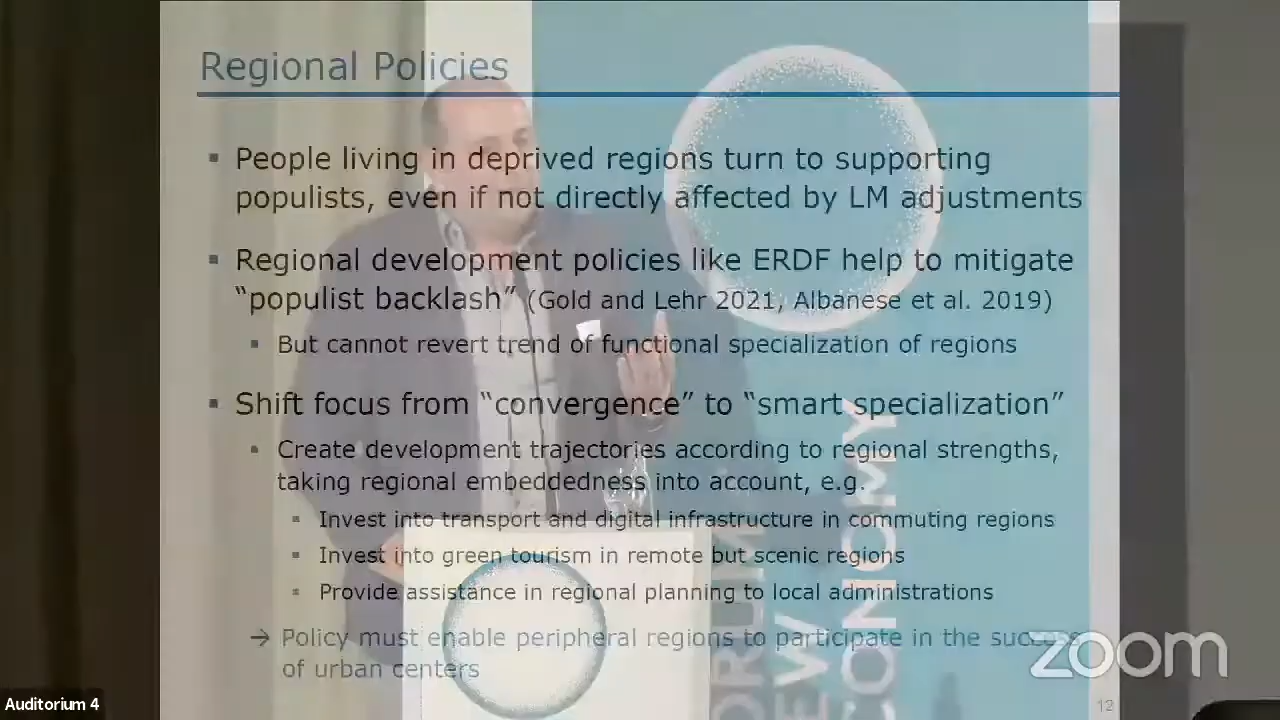 Regional Policies
▪ People living in deprived regions turn to supporting
populists, even if not directly affected by LM adjustments
▪ Regional development policies like ERDF help to mitigate
“populist backlash” (Gold and Lehr 2021, Albanese et al. 2019)
▪ But cannot revert trend of functional specialization of regions
▪ Shift focus from “convergence” to “smart specialization”
▪ Create development trajectories according to regional strengths,
taking regional embeddedness into account, e.g.
▪ Invest into transport and digital infrastructure in commuting regions
▪ Invest into green tourism in remote but scenic regions
▪ Provide assistance in regional planning to local administrations
→ Policy must enable peripheral regions to participate in the success
of urban centers
12
zoom
Auditorium 4